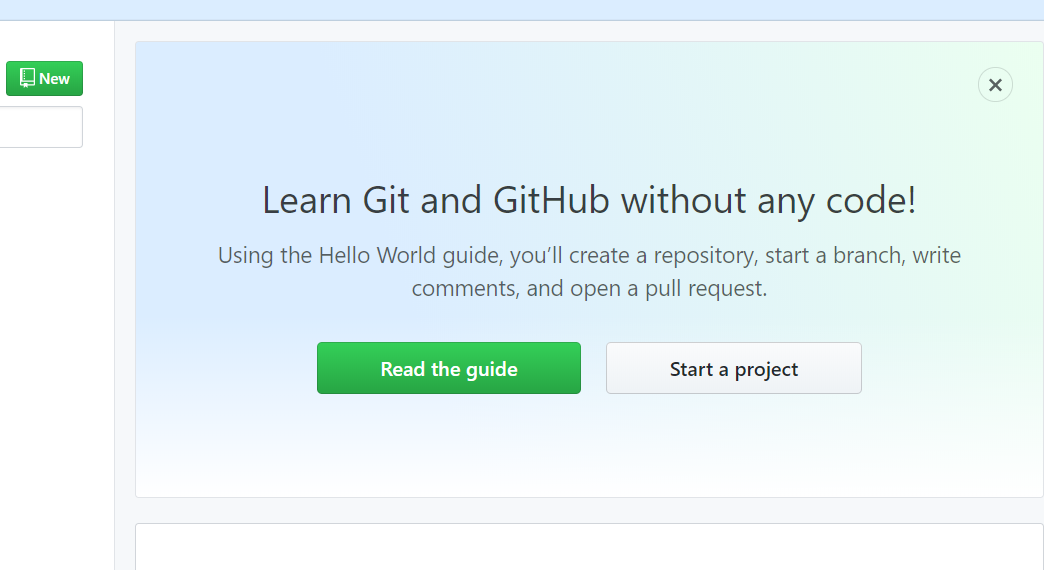 New
Learn Git and GitHub without any code!
Using the Hello World guide, you’ll create a repository, start a branch, write
comments, and open a pull request.
Read the guide
Start a project